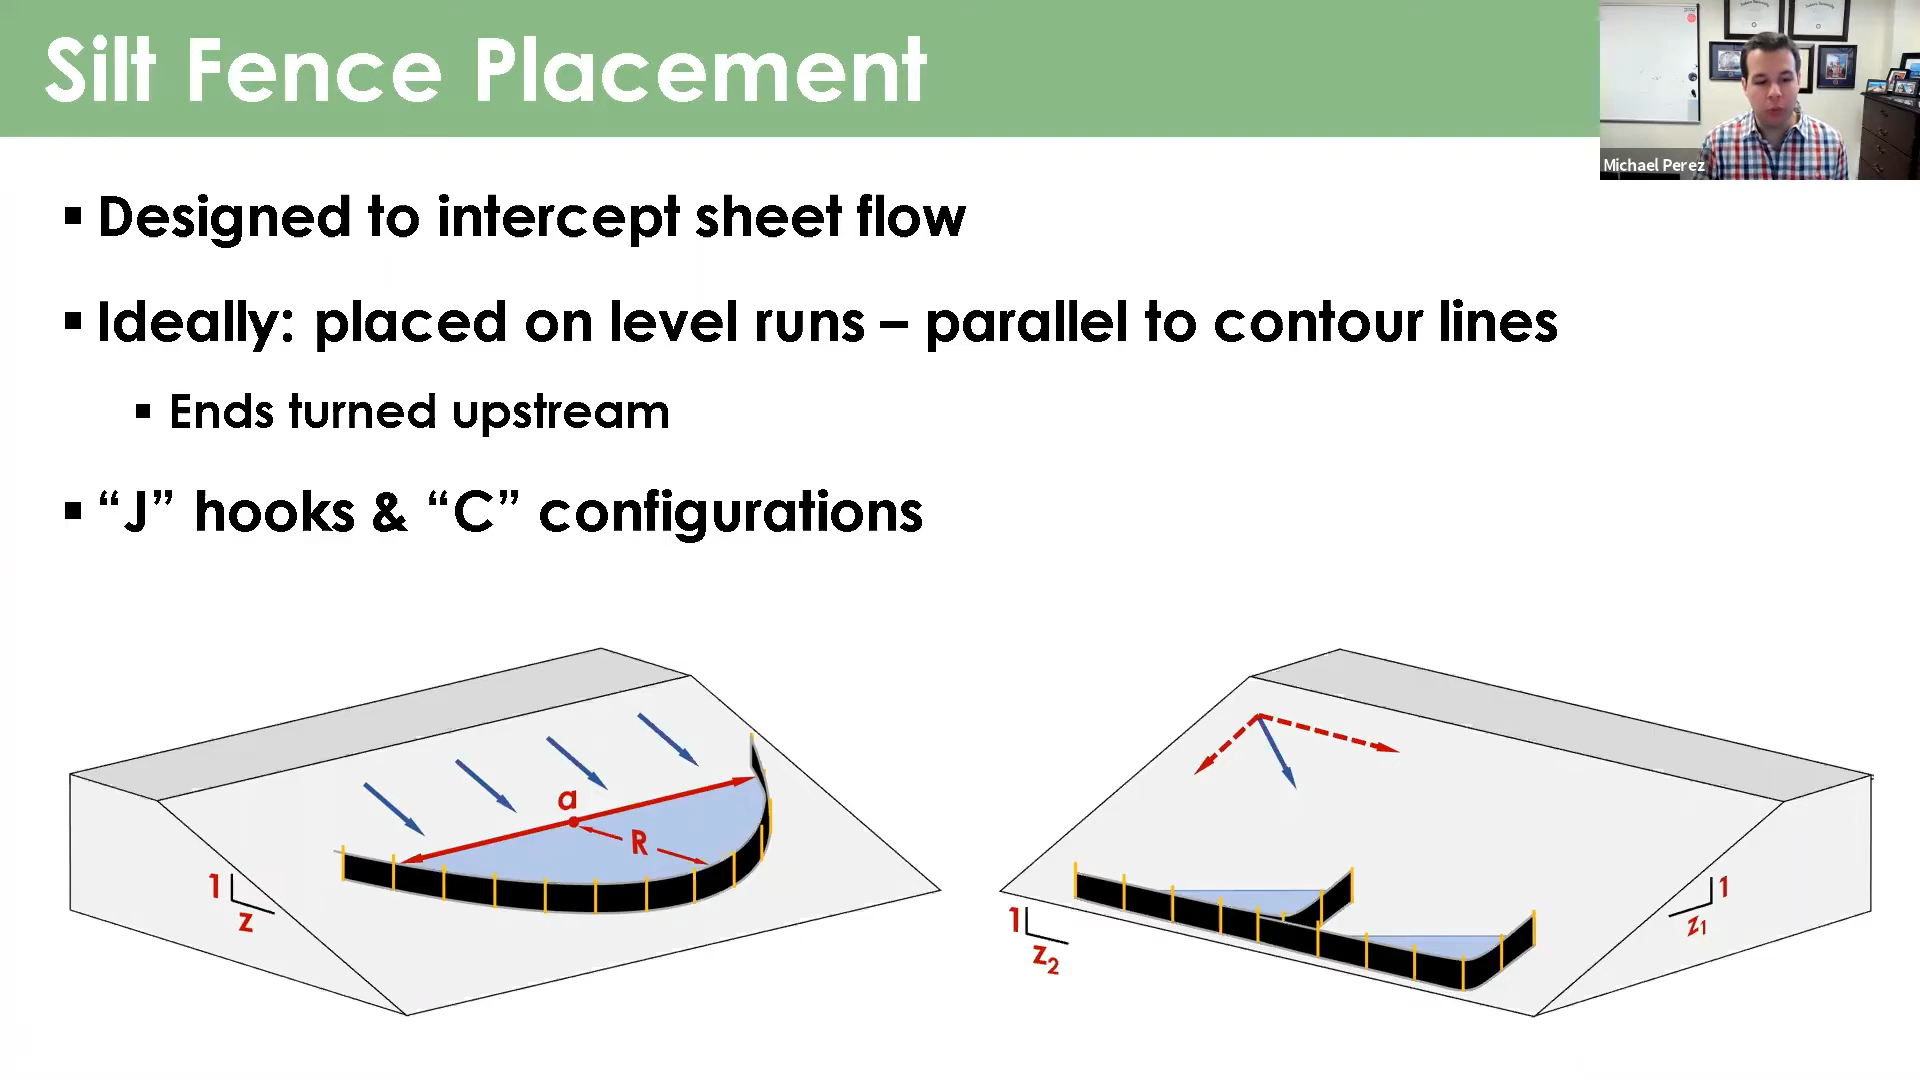 Silt Fence Placement
Michael Perez
▪ Designed to intercept sheet flow
▪ Ideally: placed on level runs – parallel to contour lines
▪ Ends turned upstream
▪ “J” hooks & “C” configurations
a
R
1
z
1
z2
1
z1